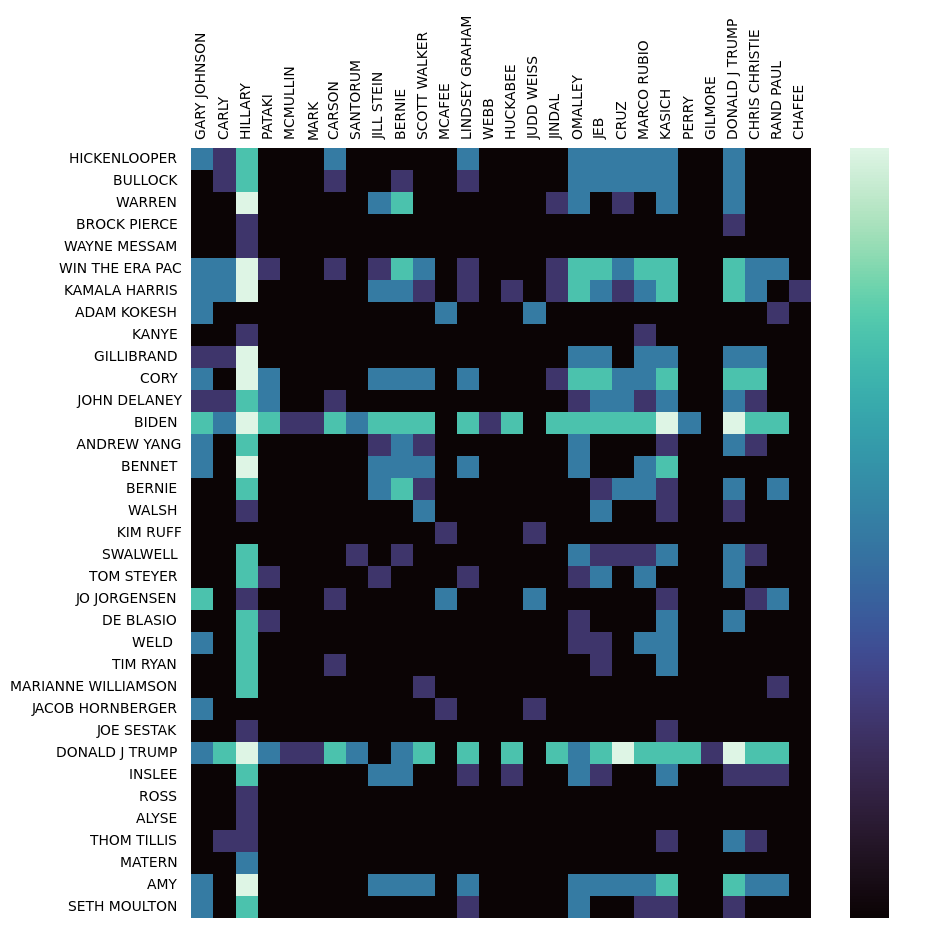 GARY JOHNSON
CARLY
HILLARY
PATAKI
MCMULLIN
MARK
CARSON
SANTORUM
JILL STEIN
BERNIE
SCOTT WALKER
MCAFEE
LINDSEY GRAHAM
WEBB
HUCKABEE
JUDD WEISS
JINDAL
OMALLEY
JEB
CRUZ
MARCO RUBIO
KASICH
PERRY
GILMORE
DONALD J TRUMP
CHRIS CHRISTIE
RAND PAUL
CHAFEE
HICKENLOOPER
BULLOCK
WARREN
BROCK PIERCE
WAYNE MESSAM
WIN THE ERA PAC
KAMALA HARRIS
ADAM KOKESH
KANYE
GILLIBRAND
CORY
JOHN DELANEY
BIDEN
ANDREW YANG
BENNET
BERNIE
WALSH
KIM RUFF
SWALWELL
TOM STEYER
JO JORGENSEN
DE BLASIO
WELD
TIM RYAN
MARIANNE WILLIAMSON
JACOB HORNBERGER
JOE SESTAK
DONALD J TRUMP
INSLEE
ROSS
ALYSE
THOM TILLIS
MATERN
AMY
SETH MOULTON